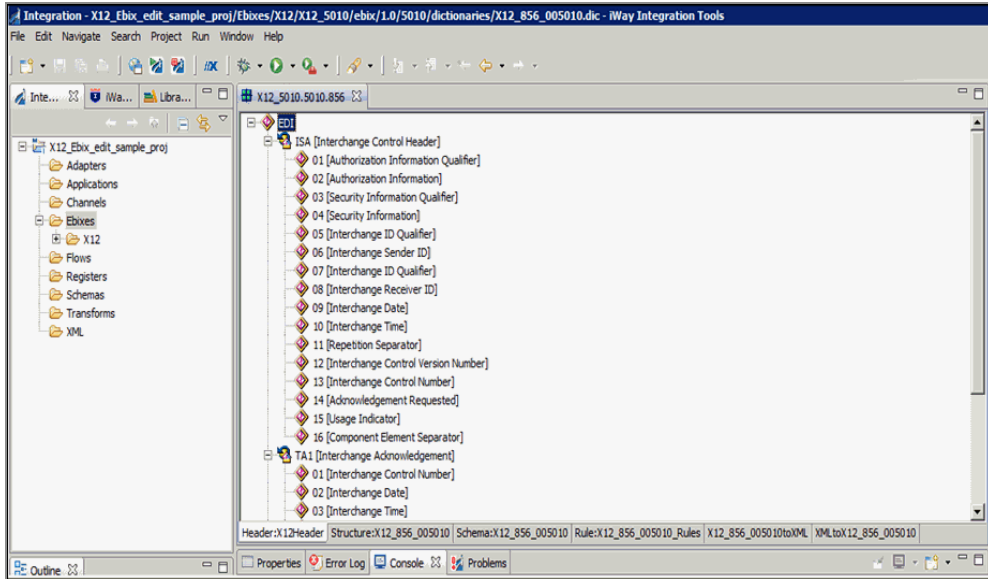 Integration - X12_Ebix_edit_sample_proj/Ebixes/X12/X12_5010/ebix/1.0/5010/dictionaries/X12_856_005010.dic - iWay Integration Tools
File Edit Navigate Search Project Run Window Help
Inte... iWa... Libra...
X12_Ebix_edit_sample_proj
Adapters
Applications
Channels
Ebixes
X12
Flows
Registers
Schemas
Transforms
XML
Outline
X12_5010.5010.856
EDI
ISA [Interchange Control Header]
01 [Authorization Information Qualifier]
02 [Authorization Information]
03 [Security Information Qualifier]
04 [Security Information]
05 [Interchange ID Qualifier]
06 [Interchange Sender ID]
07 [Interchange ID Qualifier]
08 [Interchange Receiver ID]
09 [Interchange Date]
10 [Interchange Time]
11 [Repetition Separator]
12 [Interchange Control Version Number]
13 [Interchange Control Number]
14 [Acknowledgement Requested]
15 [Usage Indicator]
16 [Component Element Separator]
TA1 [Interchange Acknowledgement]
01 [Interchange Control Number]
02 [Interchange Date]
03 [Interchange Time]
Header:X12Header Structure:X12_856_005010 Schema:X12_856_005010 Rule:X12_856_005010_Rules X12_856_005010toXML XMLtoX12_856_005010
Properties Error Log Console Problems